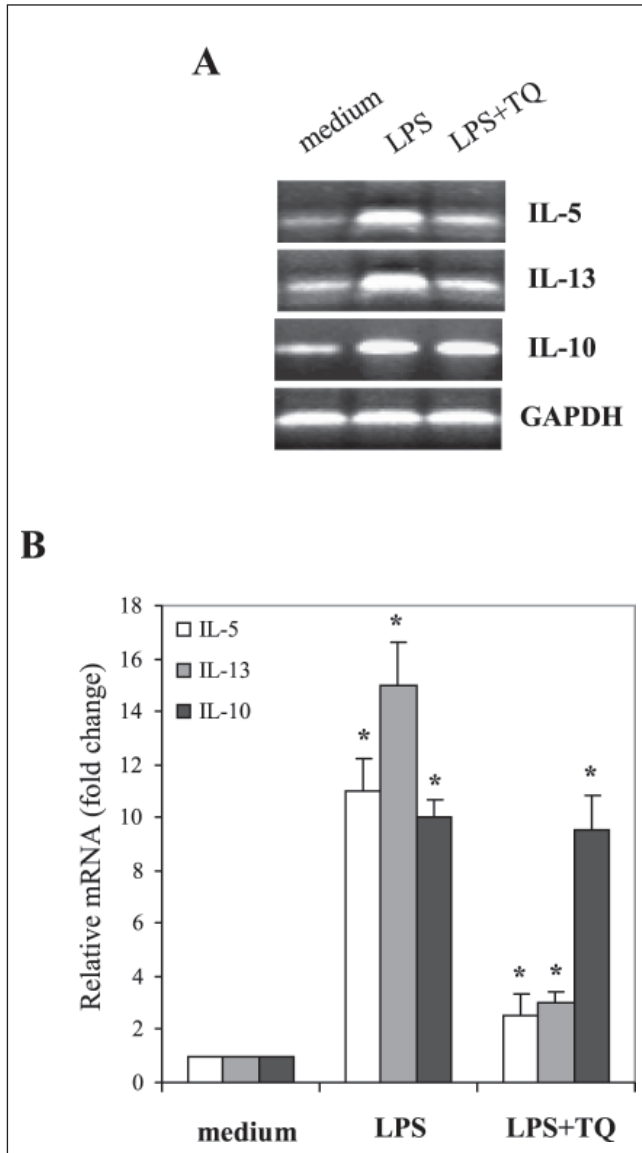 A
medium LPS LPS+TQ
IL-5
IL-13
IL-10
GAPDH
B
Relative mRNA (fold change)
18
16
14
12
10
8
6
4
2
0
IL-5
IL-13
IL-10
*
*
*
*
*
*
medium LPS LPS+TQ